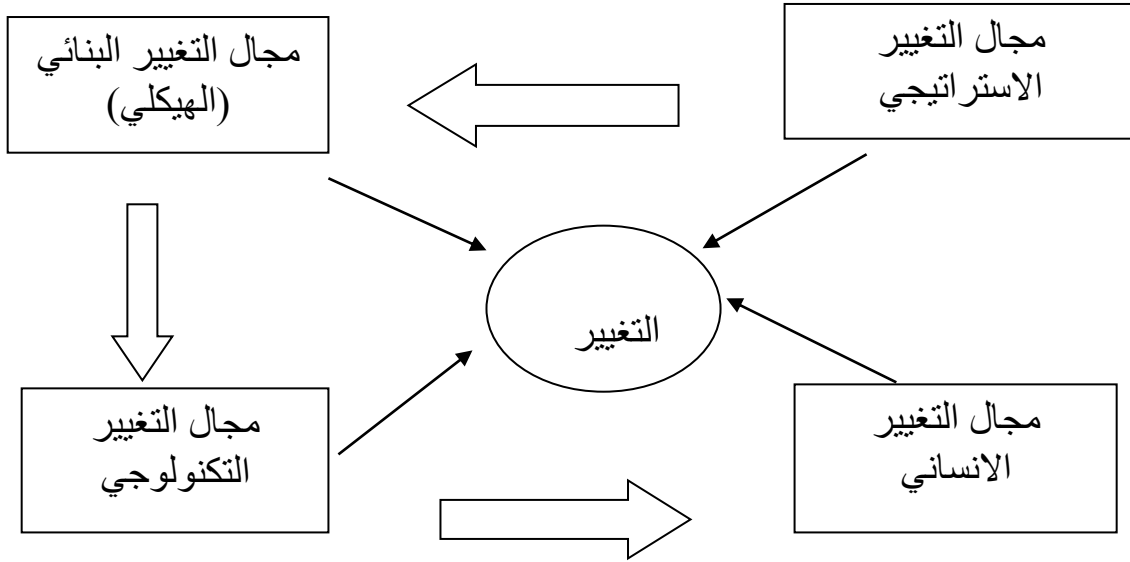 مجال التغيير
الاستراتيجي
مجال التغيير البنائي
(الهيكلي)
التغيير
مجال التغيير
الانساني
مجال التغيير
التكنولوجي